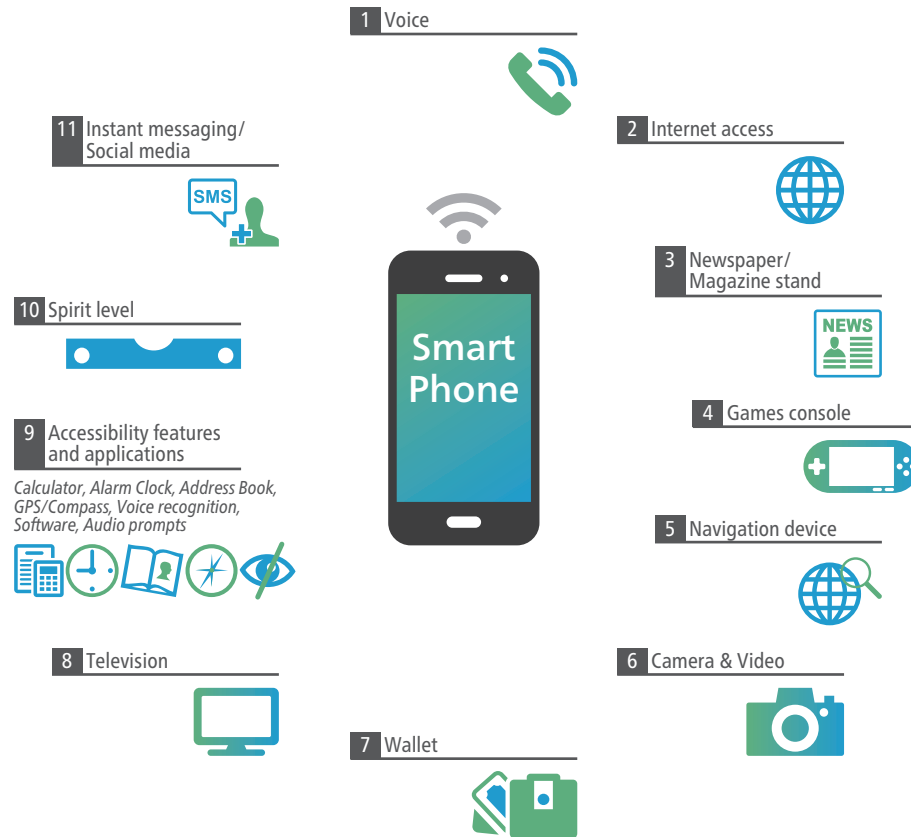 1 Voice
2 Internet access
3 Newspaper/
Magazine stand
NEWS
4 Games console
5 Navigation device
6 Camera & Video
7 Wallet
8 Television
9 Accessibility features
and applications
Calculator, Alarm Clock, Address Book,
GPS/Compass, Voice recognition,
Software, Audio prompts
10 Spirit level
11 Instant messaging/
Social media
SMS
Smart
Phone